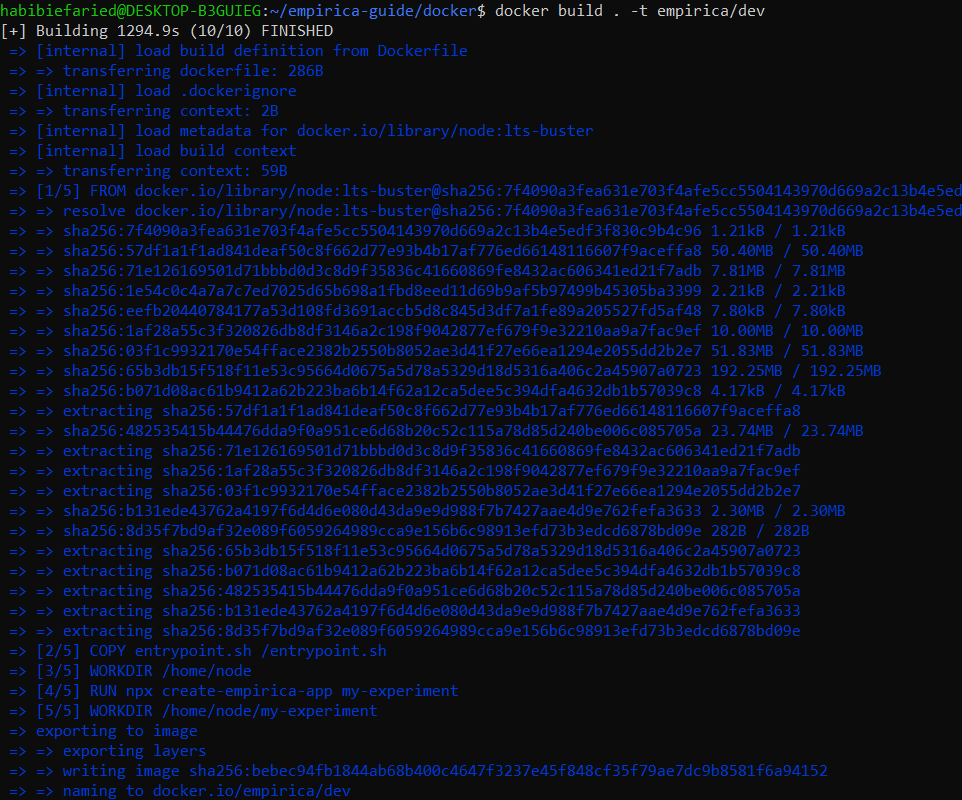 habibiefaried@DESKTOP-B3GUIEG:~/empirica-guide/docker$ docker build . -t empirica/dev
[+] Building 1294.9s (10/10) FINISHED
=> [internal] load build definition from Dockerfile
=> => transferring dockerfile: 286B
=> [internal] load .dockerignore
=> => transferring context: 2B
=> [internal] load metadata for docker.io/library/node:lts-buster
=> [internal] load build context
=> => transferring context: 59B
=> [1/5] FROM docker.io/library/node:lts-buster@sha256:7f4090a3fea631e703f4afe5cc5504143970d669a2c13b4e5ed
=> => resolve docker.io/library/node:lts-buster@sha256:7f4090a3fea631e703f4afe5cc5504143970d669a2c13b4e5ed
=> => sha256:7f4090a3fea631e703f4afe5cc5504143970d669a2c13b4e5edf3f830c9b4c96 1.21kB / 1.21kB
=> => sha256:57df1a1f1ad841deaf50c8f662d77e93b4b17af776ed66148116607f9aceffa8 50.40MB / 50.40MB
=> => sha256:71e126169501d71bbbd0d3c8d9f35836c41660869fe8432ac606341ed21f7adb 7.81MB / 7.81MB
=> => sha256:1e54c0c4a7a7c7ed7025d65b698a1fbd8eed11d69b9af5b97499b45305ba3399 2.21kB / 2.21kB
=> => sha256:eefb20440784177a53d108fd3691accb5d8c845d3df7a1fe89a205527fd5af48 7.80kB / 7.80kB
=> => sha256:1af28a55c3f320826db8df3146a2c198f9042877ef679f9e32210aa9a7fac9ef 10.00MB / 10.00MB
=> => sha256:03f1c9932170e54fface2382b2550b8052ae3d41f27e66ea1294e2055dd2b2e7 51.83MB / 51.83MB
=> => sha256:65b3db15f518f11e53c95664d0675a5d78a5329d18d5316a406c2a45907a0723 192.25MB / 192.25MB
=> => sha256:b071d08ac61b9412a62b223ba6b14f62a12ca5dee5c394dfa4632db1b57039c8 4.17kB / 4.17kB
=> => extracting sha256:57df1a1f1ad841deaf50c8f662d77e93b4b17af776ed66148116607f9aceffa8
=> => sha256:482535415b44476dda9f0a951ce6d68b20c52c115a78d85d240be006c085705a 23.74MB / 23.74MB
=> => extracting sha256:71e126169501d71bbbd0d3c8d9f35836c41660869fe8432ac606341ed21f7adb
=> => extracting sha256:1af28a55c3f320826db8df3146a2c198f9042877ef679f9e32210aa9a7fac9ef
=> => extracting sha256:03f1c9932170e54fface2382b2550b8052ae3d41f27e66ea1294e2055dd2b2e7
=> => sha256:b131ede43762a4197f6d4d6e080d43da9e9d988f7b7427aae4d9e762fefa3633 2.30MB / 2.30MB
=> => sha256:8d35f7bd9af32e089f6059264989cca9e156b6c98913efd73b3edcd6878bd09e 282B / 282B
=> => extracting sha256:65b3db15f518f11e53c95664d0675a5d78a5329d18d5316a406c2a45907a0723
=> => extracting sha256:b071d08ac61b9412a62b223ba6b14f62a12ca5dee5c394dfa4632db1b57039c8
=> => extracting sha256:482535415b44476dda9f0a951ce6d68b20c52c115a78d85d240be006c085705a
=> => extracting sha256:b131ede43762a4197f6d4d6e080d43da9e9d988f7b7427aae4d9e762fefa3633
=> => extracting sha256:8d35f7bd9af32e089f6059264989cca9e156b6c98913efd73b3edcd6878bd09e
=> [2/5] COPY entrypoint.sh /entrypoint.sh
=> [3/5] WORKDIR /home/node
=> [4/5] RUN npx create-empirica-app my-experiment
=> [5/5] WORKDIR /home/node/my-experiment
=> exporting to image
=> => exporting layers
=> => writing image sha256:bebec94fb1844ab68b400c4647f3237e45f848cf35f79ae7dc9b8581f6a94152
=> => naming to docker.io/empirica/dev